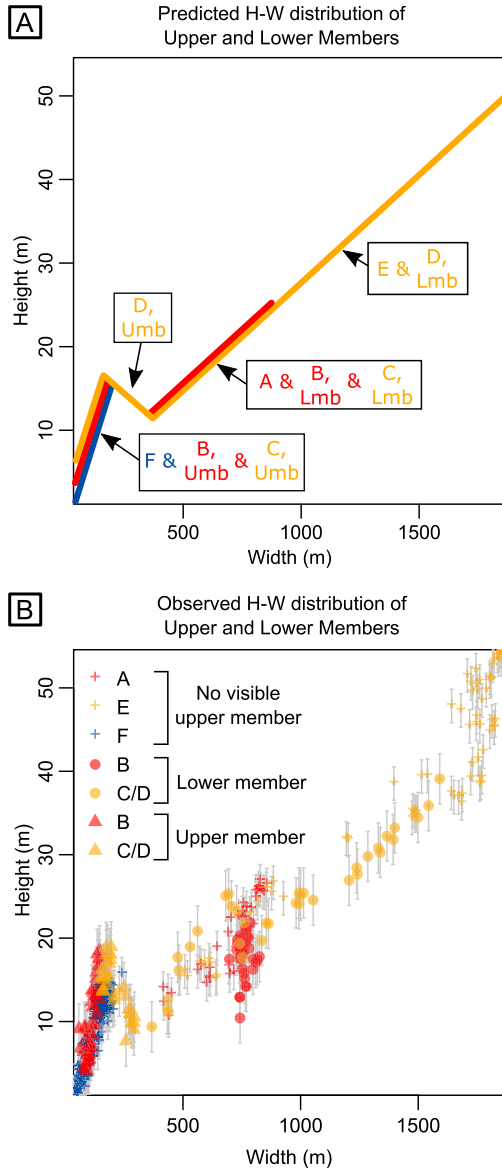 A
Predicted H-W distribution of
Upper and Lower Members
Height (m)
50
40
30
20
10
D,
Umb
E & D,
Lmb
A & B, & C,
Lmb Lmb
F & B, & C,
Umb Umb
500 1000 1500
Width (m)
B
Observed H-W distribution of
Upper and Lower Members
Height (m)
50
40
30
20
10
A
E
F
No visible
upper member
B
C/D
Lower member
B
C/D
Upper member
500 1000 1500
Width (m)